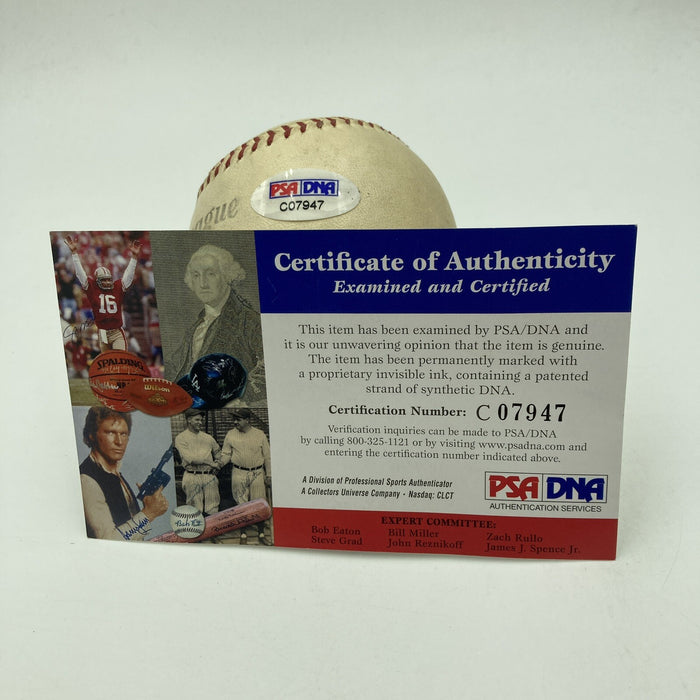 ague
PSA DNA
C07947
Certificate of Authenticity
Examined and Certified
This item has been examined by PSA/DNA and
it is our unwavering opinion that the item is genuine.
The item has been permanently marked with
a proprietary invisible ink, containing a patented
strand of synthetic DNA.
Certification Number: C 07947
Verification inquiries can be made to PSA/DNA
by calling 800-325-1121 or by visiting www.psadna.com and
entering the certification number indicated above.
A Division of Professional Sports Authenticator
A Collectors Universe Company · Nasdaq: CLCT
PSA DNA
AUTHENTICATION SERVICES
EXPERT COMMITTEE:
Bob Eaton Bill Miller Zach Rullo
Steve Grad John Reznikoff James J. Spence Jr.
16
SPALDING
Wilson